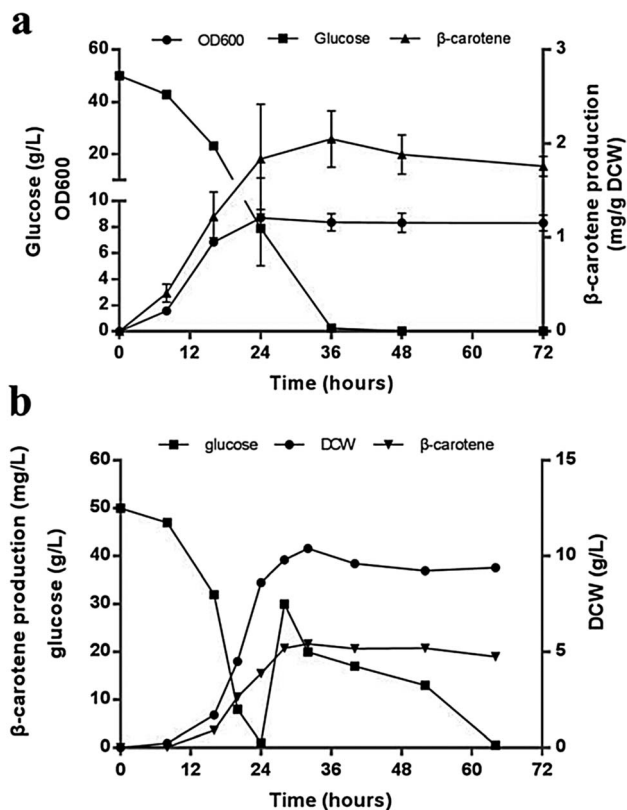 a
OD600 Glucose β-carotene
60
40
20
10
8
6
4
2
0
Glucose (g/L)
OD600
3
2
1
0
β-carotene production
(mg/g DCW)
0 12 24 36 48 60 72
Time (hours)
b
glucose DCW β-carotene
60
50
40
30
20
10
0
β-carotene production (mg/L)
glucose (g/L)
15
10
5
0
DCW (g/L)
0 12 24 36 48 60 72
Time (hours)